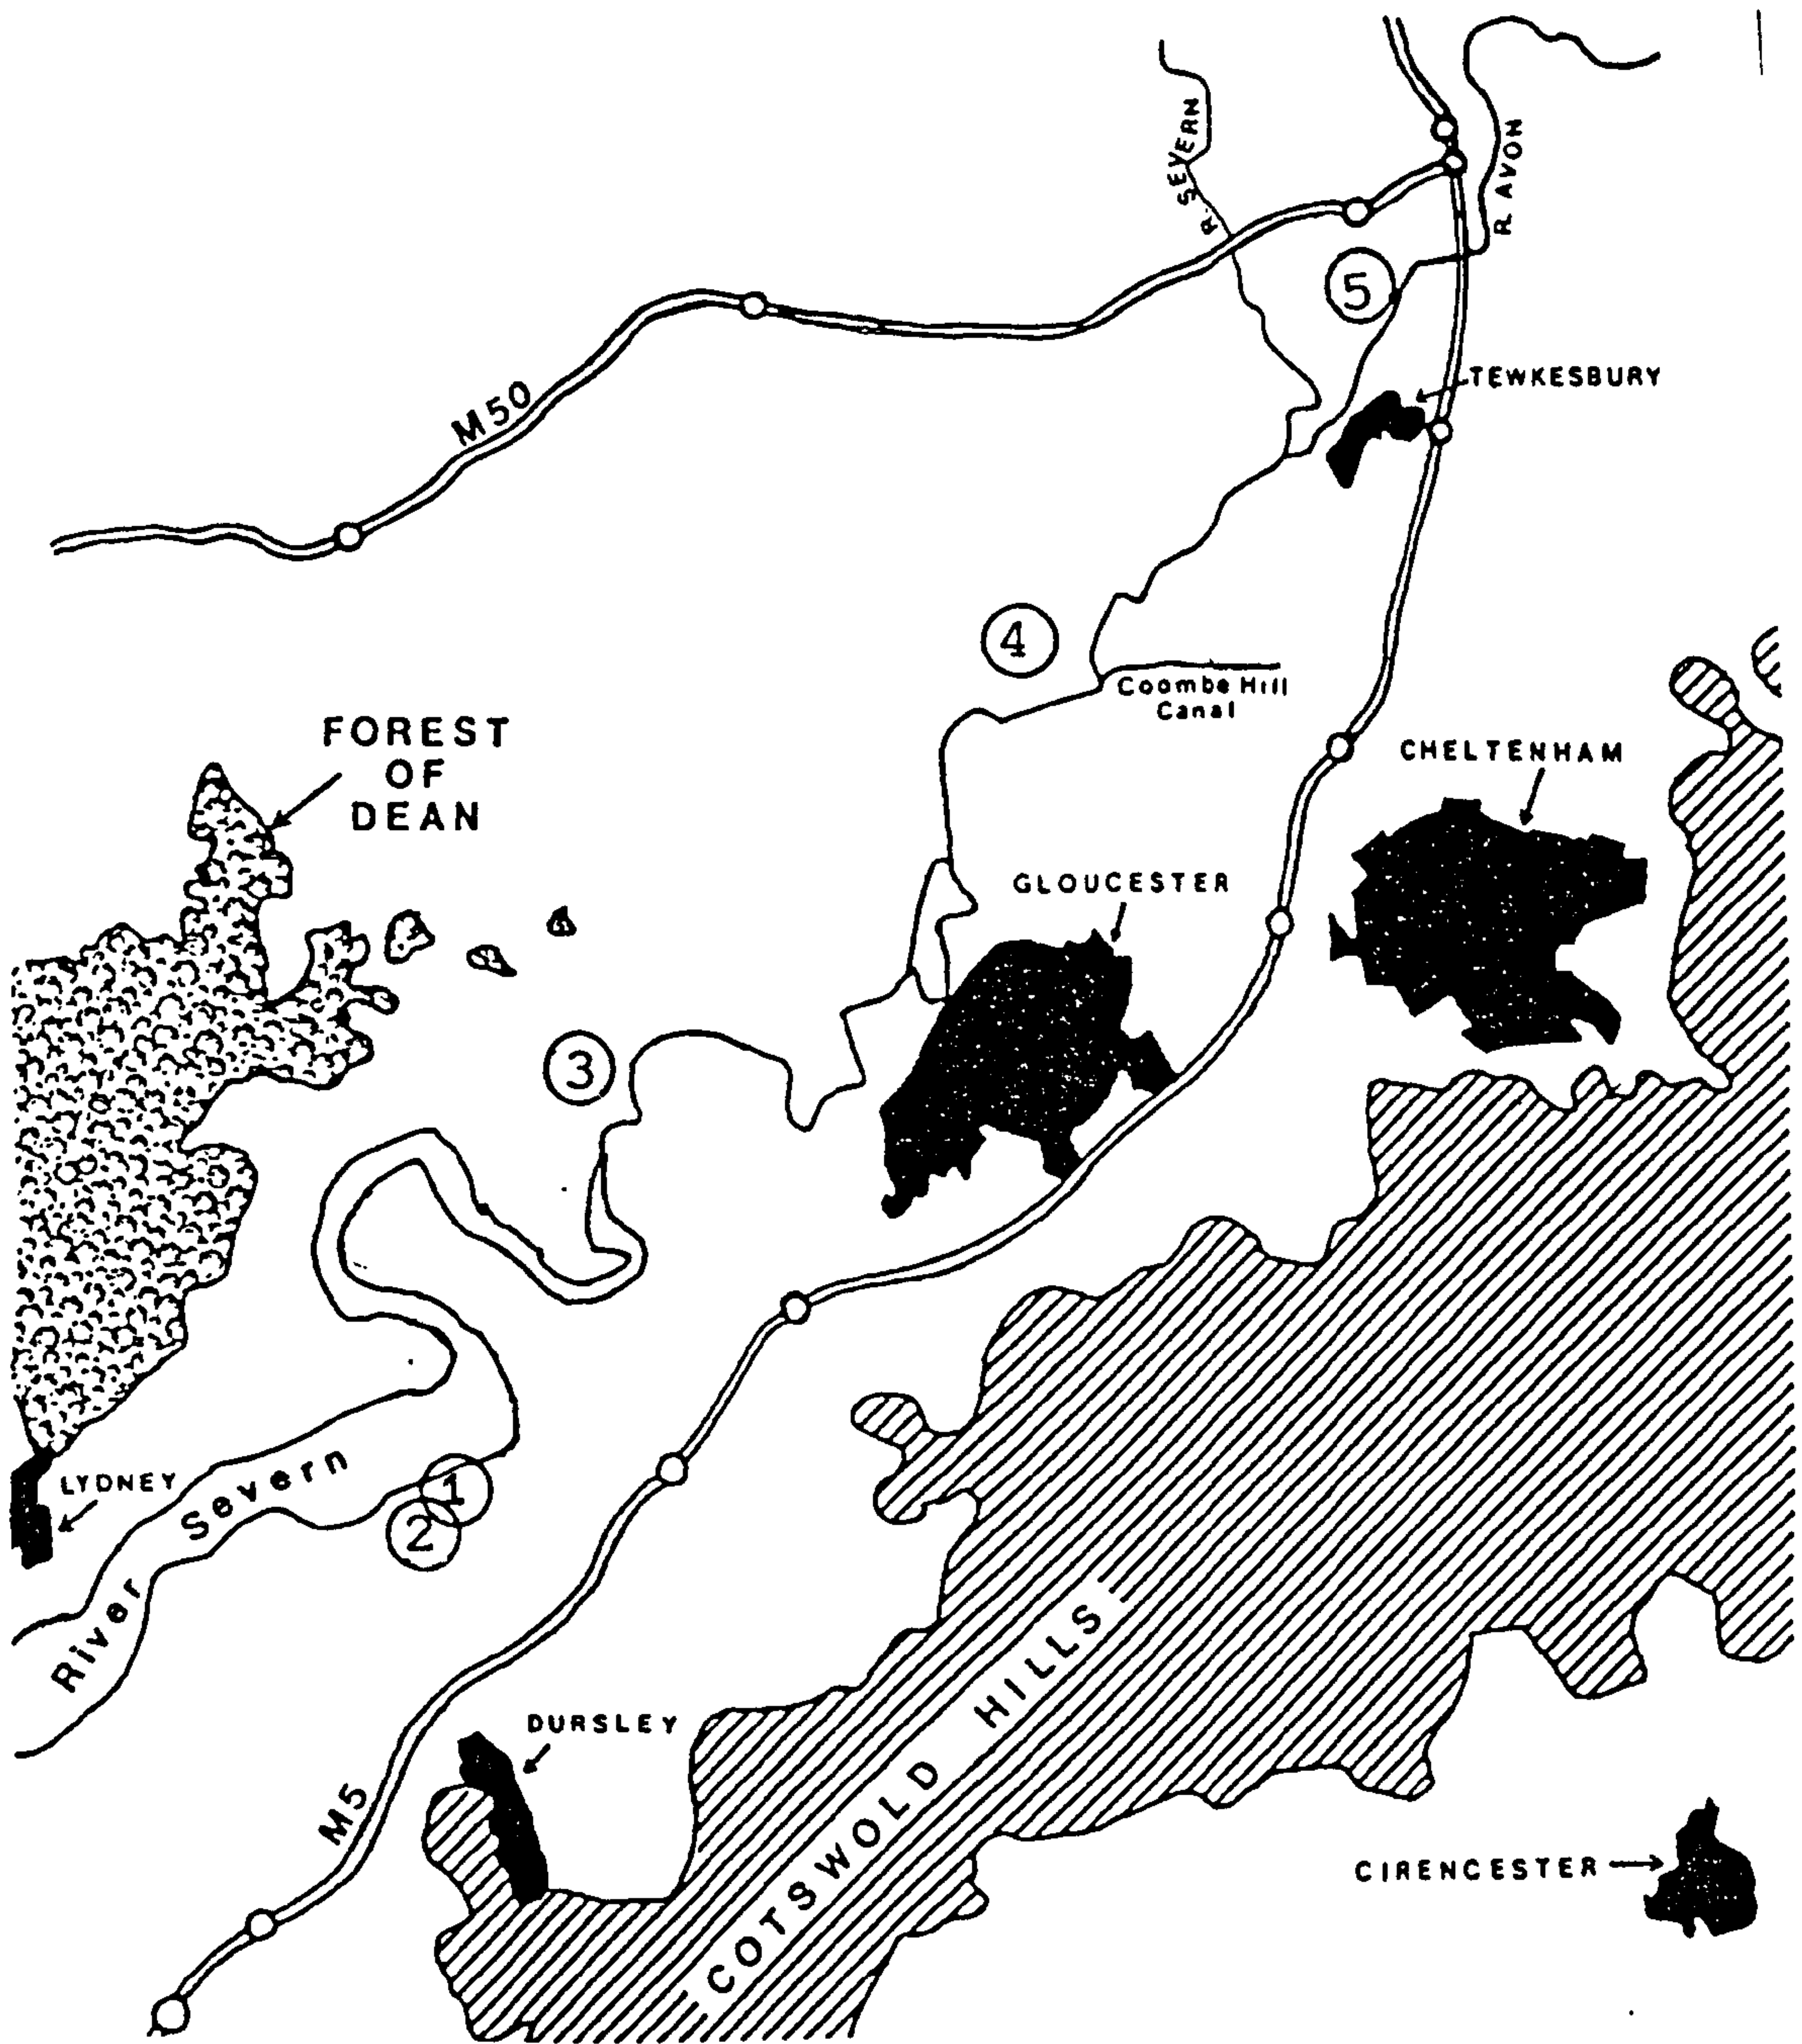 R. SEVERN
R. AVON
5
TEWKESBURY
M50
4
Coombe Hill
Canal
FOREST
OF
DEAN
CHELTENHAM
GLOUCESTER
3
LYDNEY
River Severn
1
2
DURSLEY
M5
COTSWOLD HILLS
CIRENCESTER